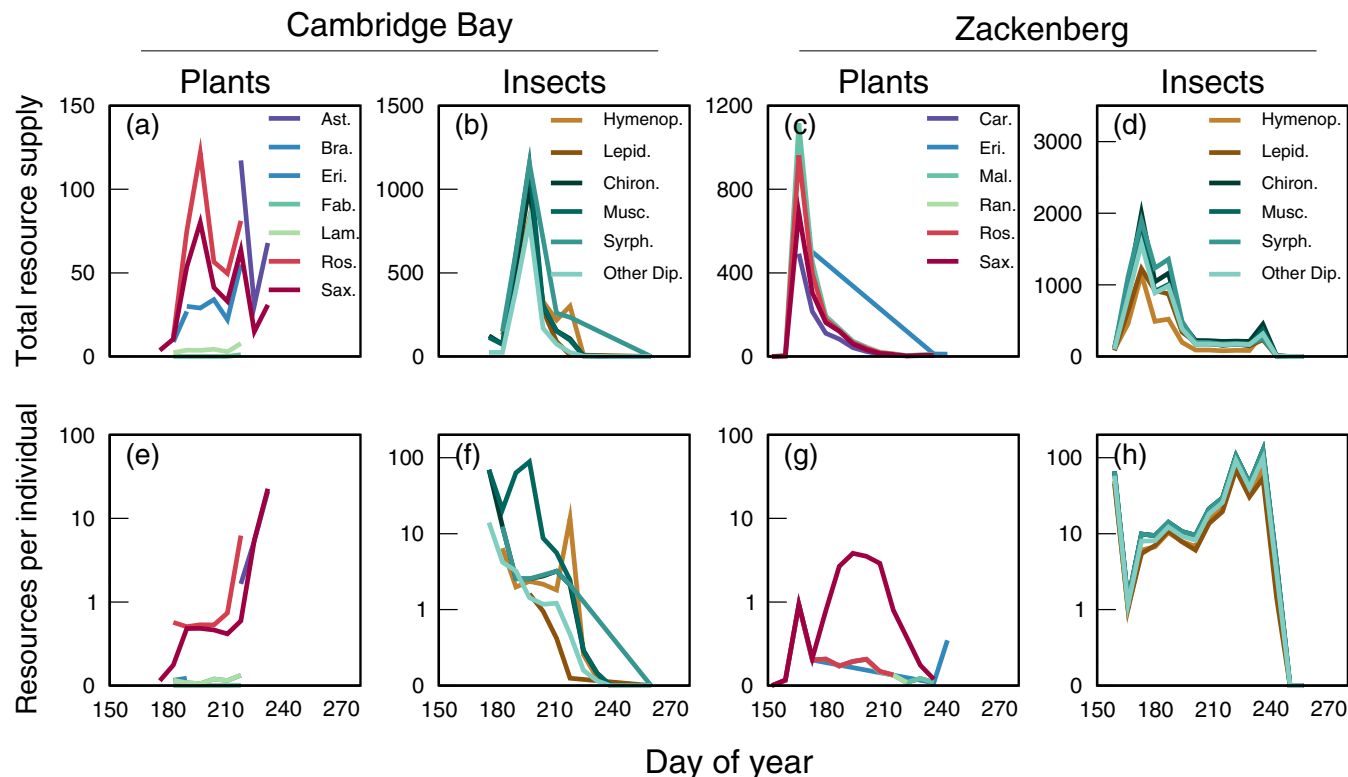 Cambridge Bay
Zackenberg
Plants
Insects
Plants
Insects
Total resource supply
150
100
50
0
(a)
Ast.
Bra.
Eri.
Fab.
Lam.
Ros.
Sax.
1500
1000
500
0
(b)
Hymenop.
Lepid.
Chiron.
Musc.
Syrph.
Other Dip.
1200
800
400
0
(c)
Car.
Eri.
Mal.
Ran.
Ros.
Sax.
3000
2000
1000
0
(d)
Hymenop.
Lepid.
Chiron.
Musc.
Syrph.
Other Dip.
Resources per individual
100
10
1
0
(e)
100
10
1
0
(f)
100
10
1
0
(g)
100
10
1
0
(h)
150 180 210 240 270
150 180 210 240 270
150 180 210 240 270
150 180 210 240 270
Day of year